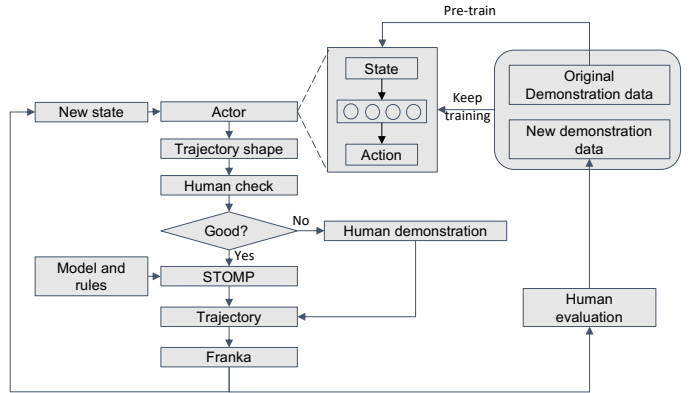 Pre-train
State
Original
Demonstration data
Keep
training
New state
Actor
Trajectory shape
Action
New demonstration
data
Human check
Good?
No
Human demonstration
Yes
Model and
rules
STOMP
Trajectory
Human
evaluation
Franka